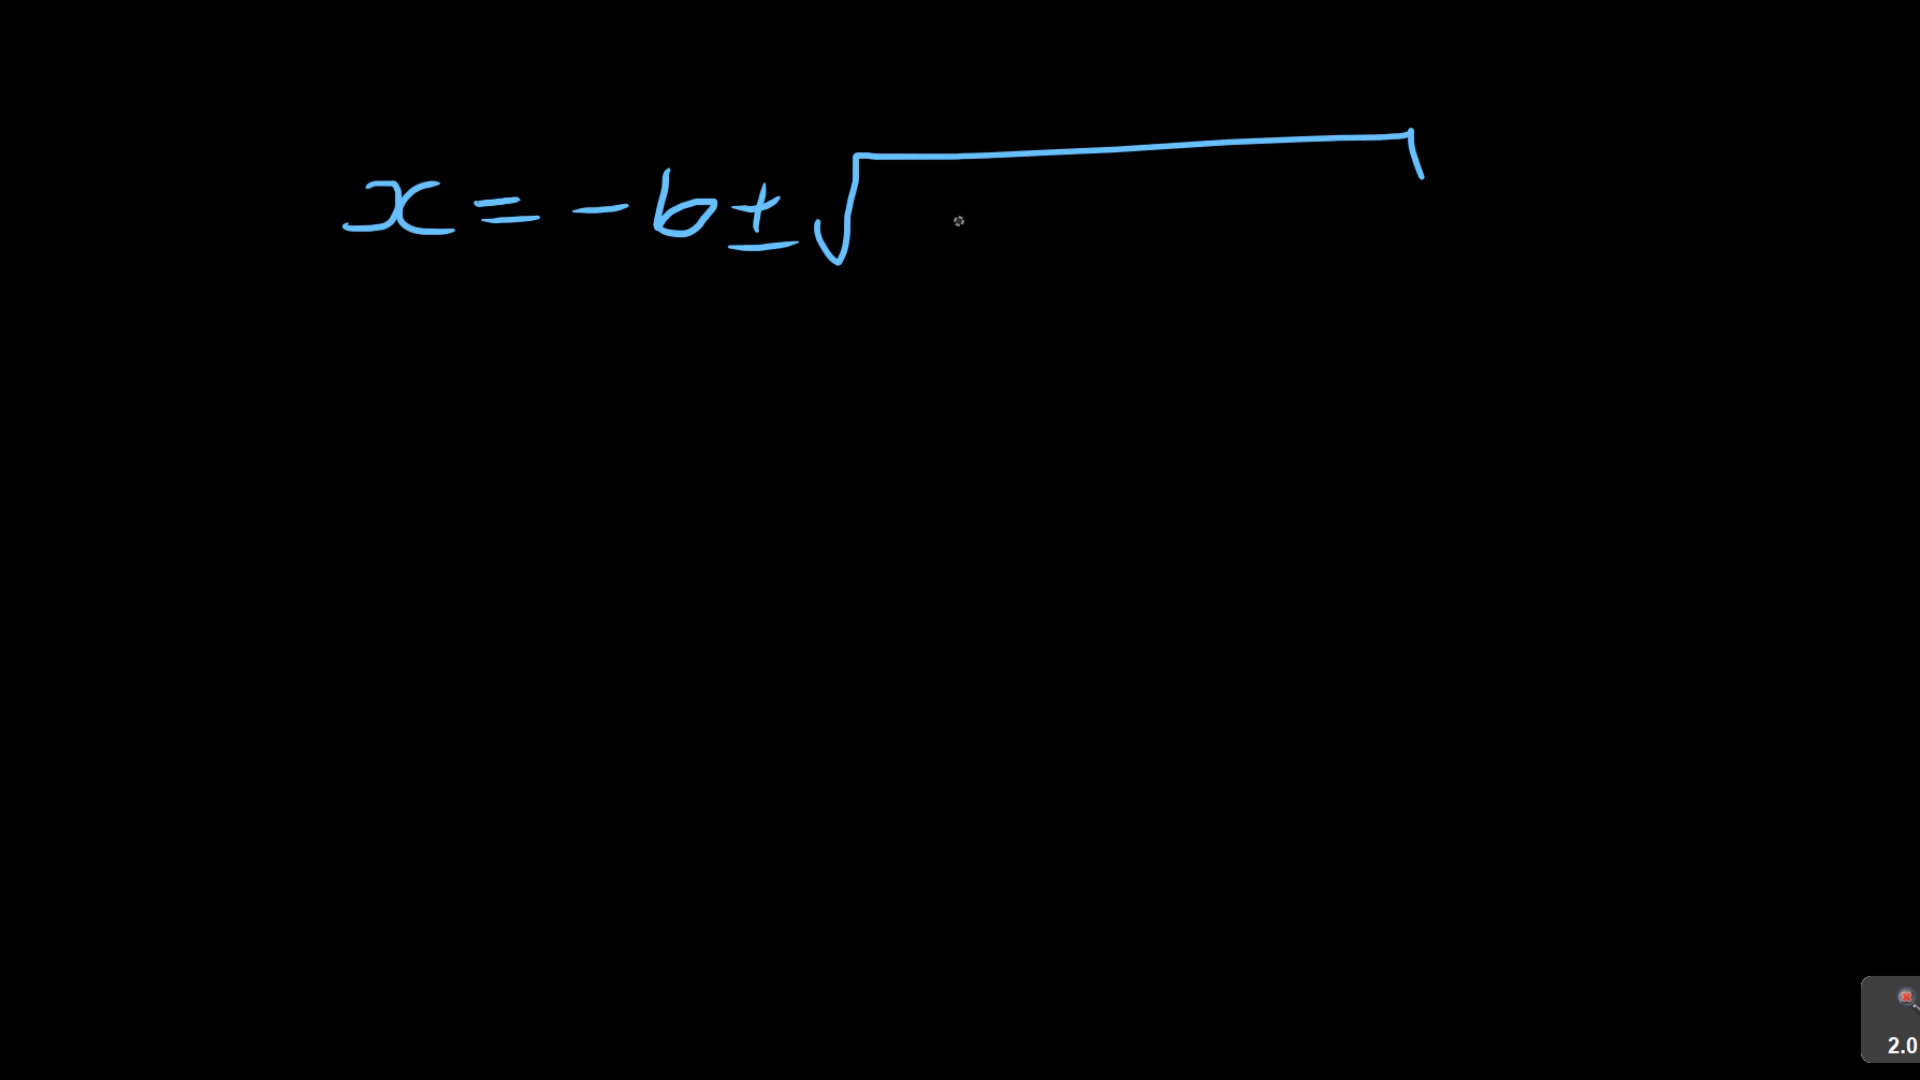 x = -b ± √
2.0